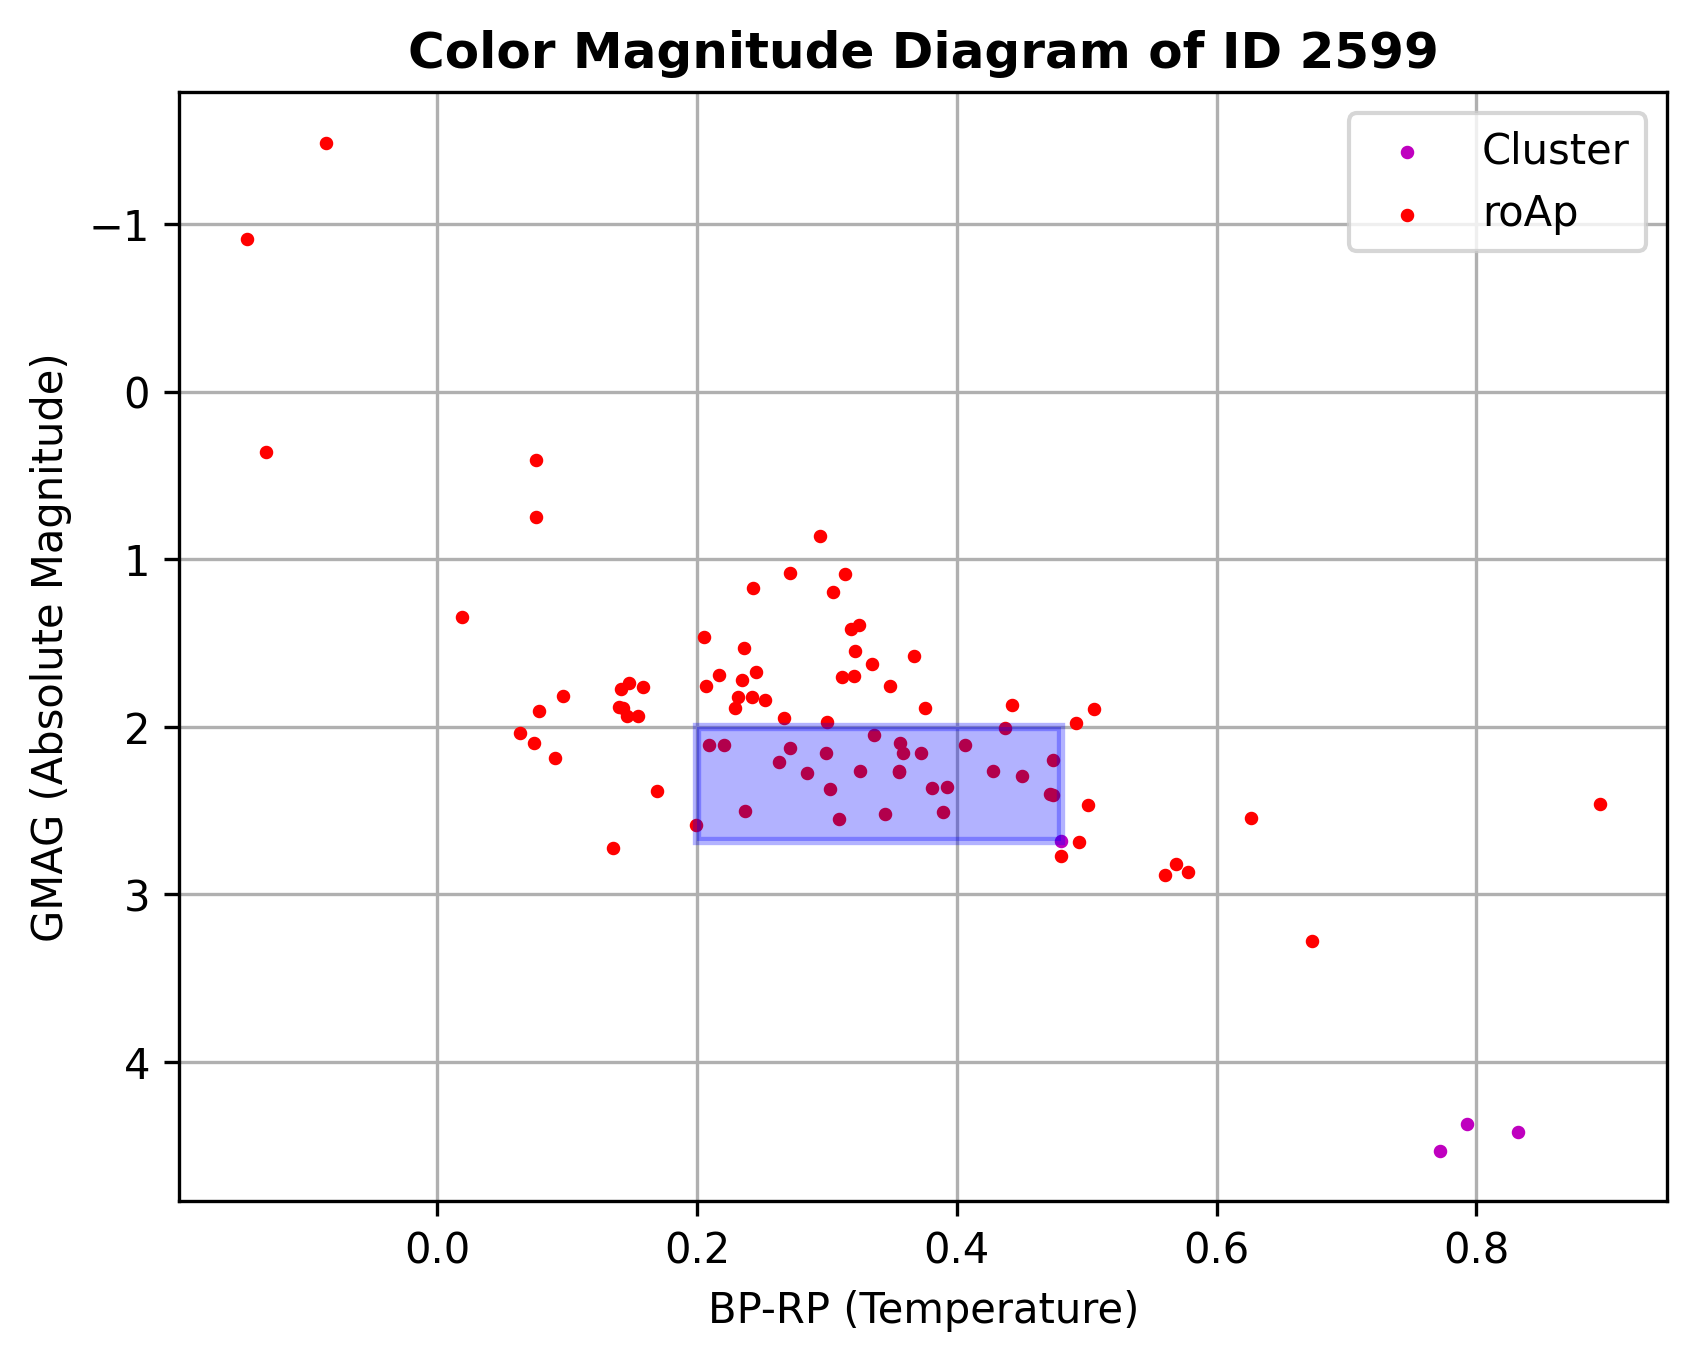 Color Magnitude Diagram of ID 2599
Cluster
roAp
−1
0
1
2
3
4
GMAG (Absolute Magnitude)
0.0 0.2 0.4 0.6 0.8
BP-RP (Temperature)